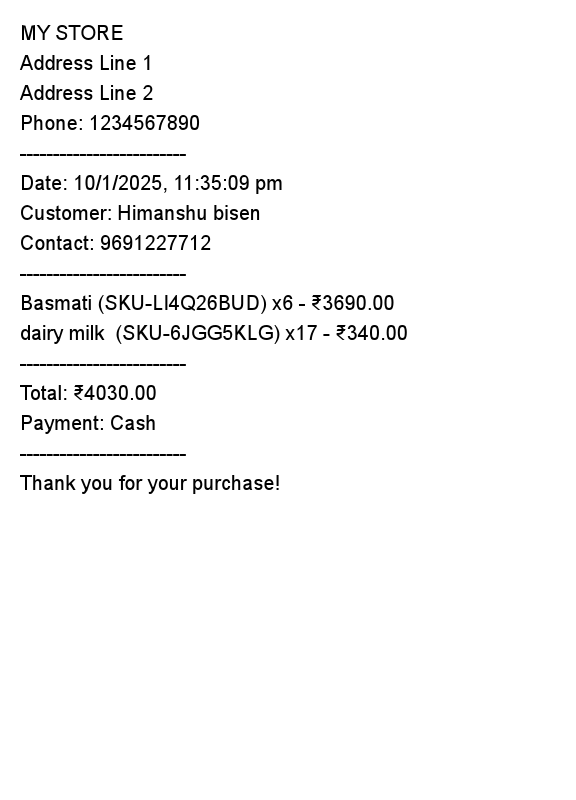 MY STORE
Address Line 1
Address Line 2
Phone: 1234567890
-------------------------
Date: 10/1/2025, 11:35:09 pm
Customer: Himanshu bisen
Contact: 9691227712
-------------------------
Basmati (SKU-LI4Q26BUD) x6 - ₹3690.00
dairy milk  (SKU-6JGG5KLG) x17 - ₹340.00
-------------------------
Total: ₹4030.00
Payment: Cash
-------------------------
Thank you for your purchase!